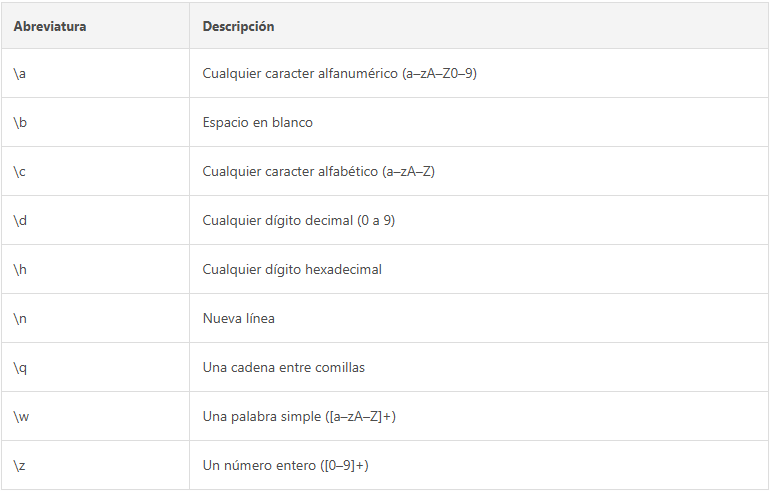 Abreviatura Descripción
\a Cualquier caracter alfanumérico (a–zA–Z0–9)
\b Espacio en blanco
\c Cualquier caracter alfabético (a–zA–Z)
\d Cualquier dígito decimal (0 a 9)
\h Cualquier dígito hexadecimal
\n Nueva línea
\q Una cadena entre comillas
\w Una palabra simple ([a–zA–Z]+)
\z Un número entero ([0–9]+)